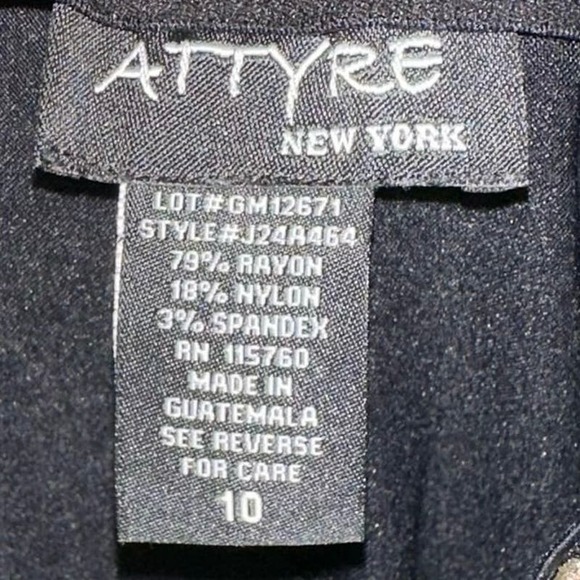 ATTYRE
NEW YORK
LOT#GM12671
STYLE#J24A464
79% RAYON
18% NYLON
3% SPANDEX
RN 115760
MADE IN
GUATEMALA
SEE REVERSE
FOR CARE
10